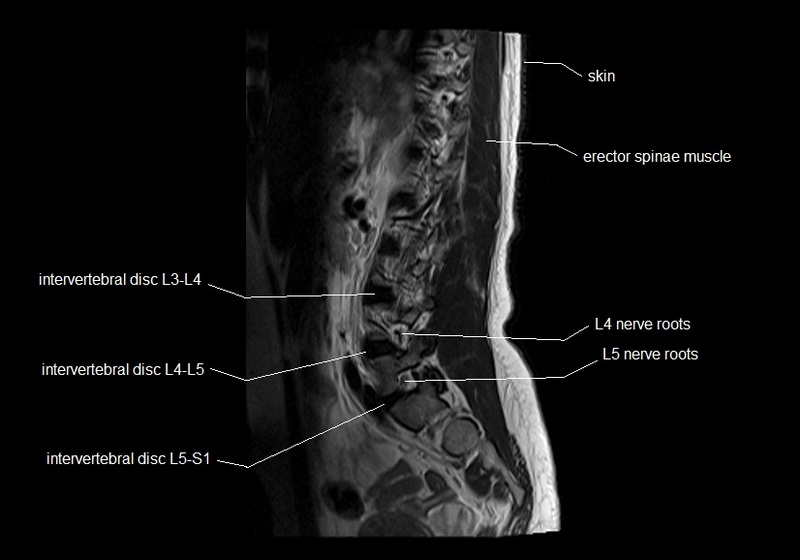 skin
erector spinae muscle
intervertebral disc L3-L4
L4 nerve roots
L5 nerve roots
intervertebral disc L4-L5
intervertebral disc L5-S1